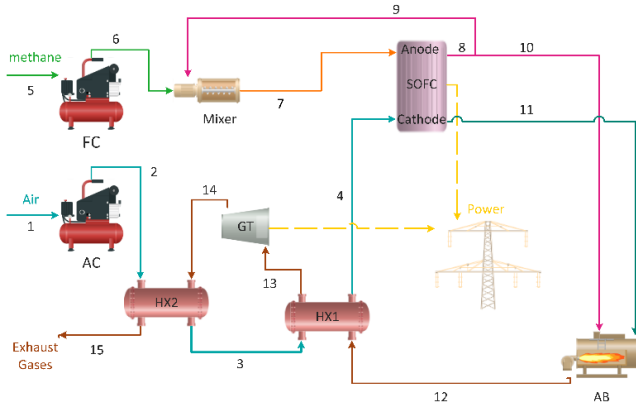 9
6
methane
5
FC
Mixer
7
Anode
8
10
SOFC
Cathode
11
2
Air
1
AC
14
4
GT
Power
13
HX2
HX1
15
Exhaust
Gases
3
12
AB